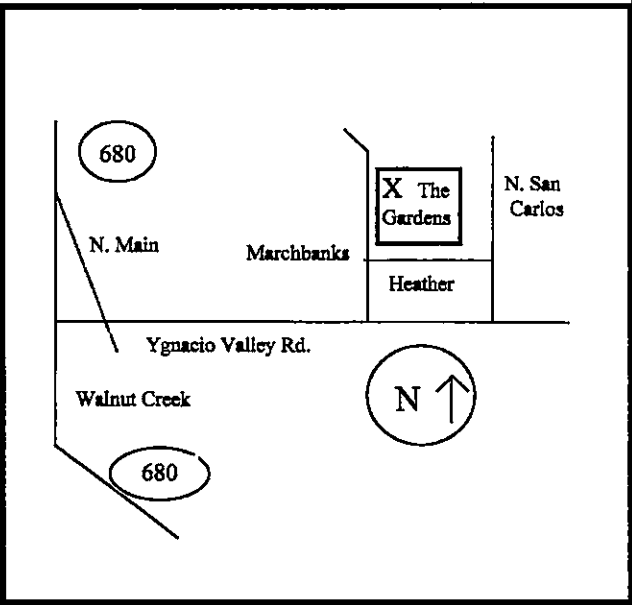 680
X The
Gardens
N. San
Carlos
N. Main
Marchbanks
Heather
Ygnacio Valley Rd.
Walnut Creek
N
680